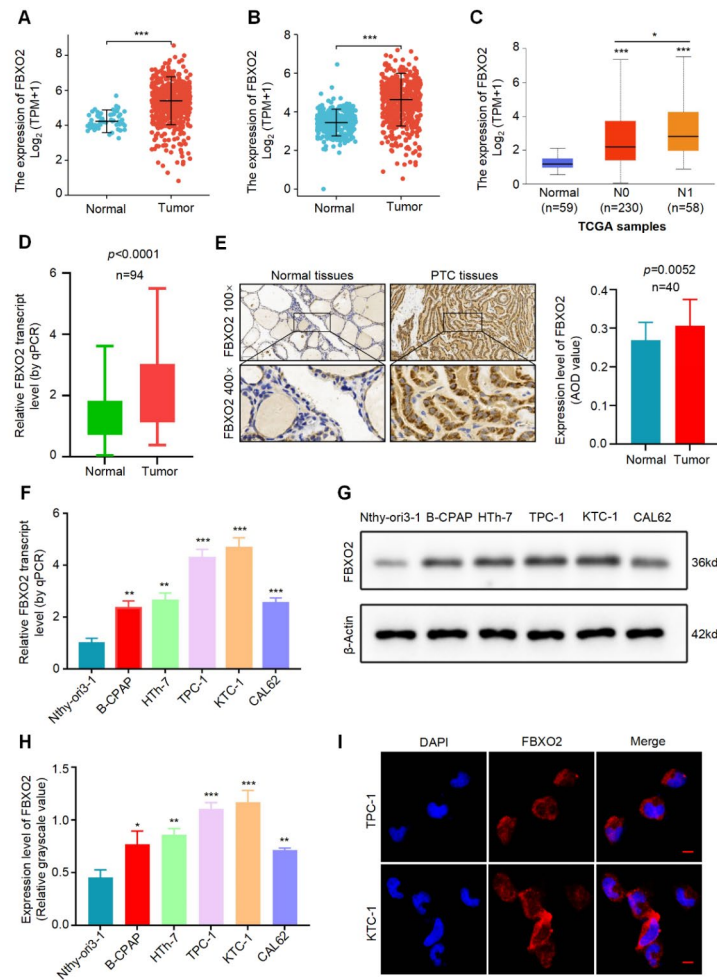 A
The expression of FBXO2
Log2 (TPM+1)
***
10
8
6
4
2
0
Normal
Tumor
B
The expression of FBXO2
Log2 (TPM+1)
***
10
8
6
4
2
0
Normal
Tumor
C
The expression of FBXO2
Log2 (TPM+1)
*
***
***
8
6
4
2
0
Normal
(n=59)
N0
(n=230)
N1
(n=58)
TCGA samples
D
p<0.0001
n=94
Relative FBXO2 transcript
level (by qPCR)
6
4
2
0
Normal
Tumor
E
Normal tissues
PTC tissues
FBXO2 100×
FBXO2 400×
p=0.0052
n=40
Expression level of FBXO2
(AOD value)
0.4
0.3
0.2
0.1
0.0
Normal
Tumor
F
Relative FBXO2 transcript
level (by qPCR)
6
4
2
0
**
**
***
***
***
Nthy-ori3-1
B-CPAP
HTh-7
TPC-1
KTC-1
CAL62
G
Nthy-ori3-1 B-CPAP HTh-7 TPC-1 KTC-1 CAL62
FBXO2
36kd
β-Actin
42kd
H
Expression level of FBXO2
(Relative grayscale value)
1.5
1.0
0.5
0.0
*
**
***
***
**
Nthy-ori3-1
B-CPAP
HTh-7
TPC-1
KTC-1
CAL62
I
DAPI
FBXO2
Merge
TPC-1
KTC-1